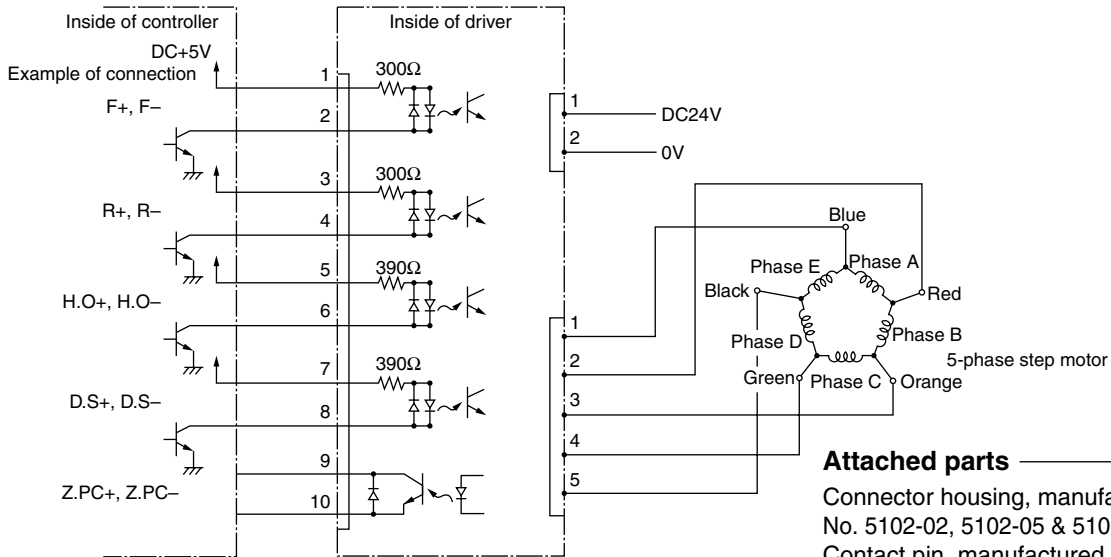 Inside of controller
Inside of driver
DC+5V
Example of connection
1
300Ω
F+, F–
2
3
300Ω
R+, R–
4
5
390Ω
H.O+, H.O–
6
7
390Ω
D.S+, D.S–
8
9
Z.PC+, Z.PC–
10
1
DC24V
2
0V
Blue
Phase E
Phase A
Black
Red
1
Phase D
Phase B
2
5-phase step motor
Green
Phase C
Orange
3
4
5
Attached parts
Connector housing,
No. 5102-02, 5102-05 &
Contact pin, manufactured